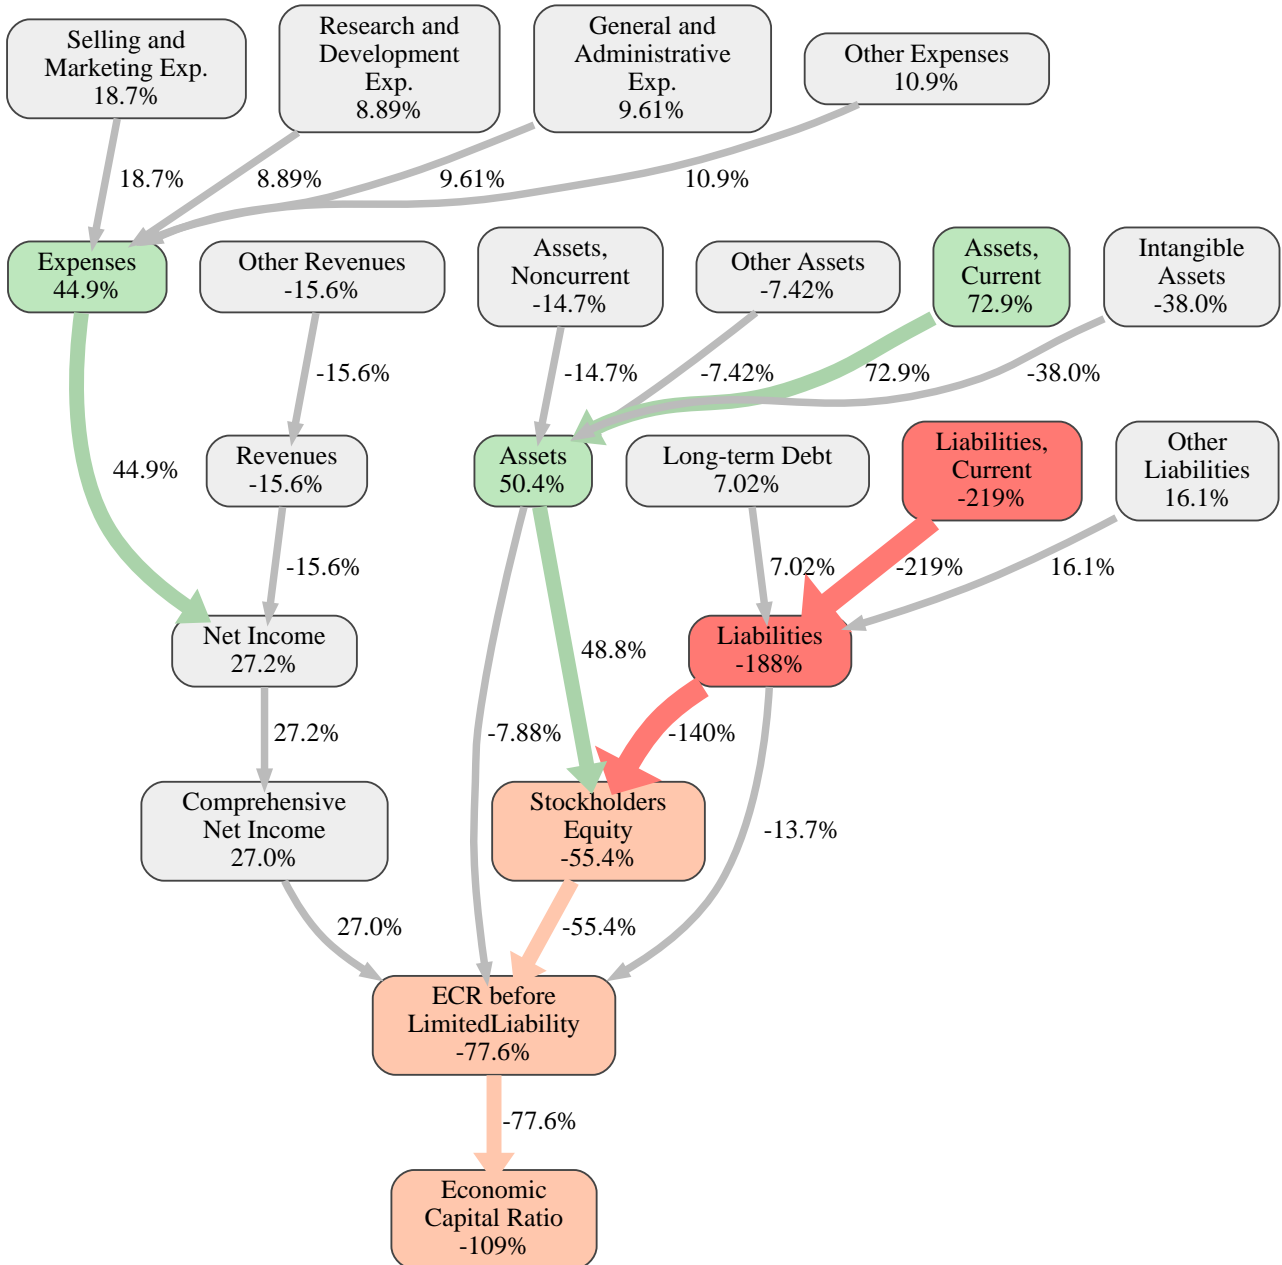 Selling and
Marketing Exp.
18.7%
Research and
Development
Exp.
8.89%
General and
Administrative
Exp.
9.61%
Other Expenses
10.9%
18.7%
8.89%
9.61%
10.9%
Expenses
44.9%
Other Revenues
-15.6%
Assets,
Noncurrent
-14.7%
Other Assets
-7.42%
Assets,
Current
72.9%
Intangible
Assets
-38.0%
-15.6%
-14.7%
-7.42%
72.9%
-38.0%
44.9%
Revenues
-15.6%
Assets
50.4%
Long-term Debt
7.02%
Liabilities,
Current
-219%
Other
Liabilities
16.1%
-15.6%
7.02%
-219%
16.1%
Net Income
27.2%
48.8%
Liabilities
-188%
27.2%
-7.88%
-140%
Comprehensive
Net Income
27.0%
Stockholders
Equity
-55.4%
-13.7%
27.0%
-55.4%
ECR before
LimitedLiability
-77.6%
-77.6%
Economic
Capital Ratio
-109%